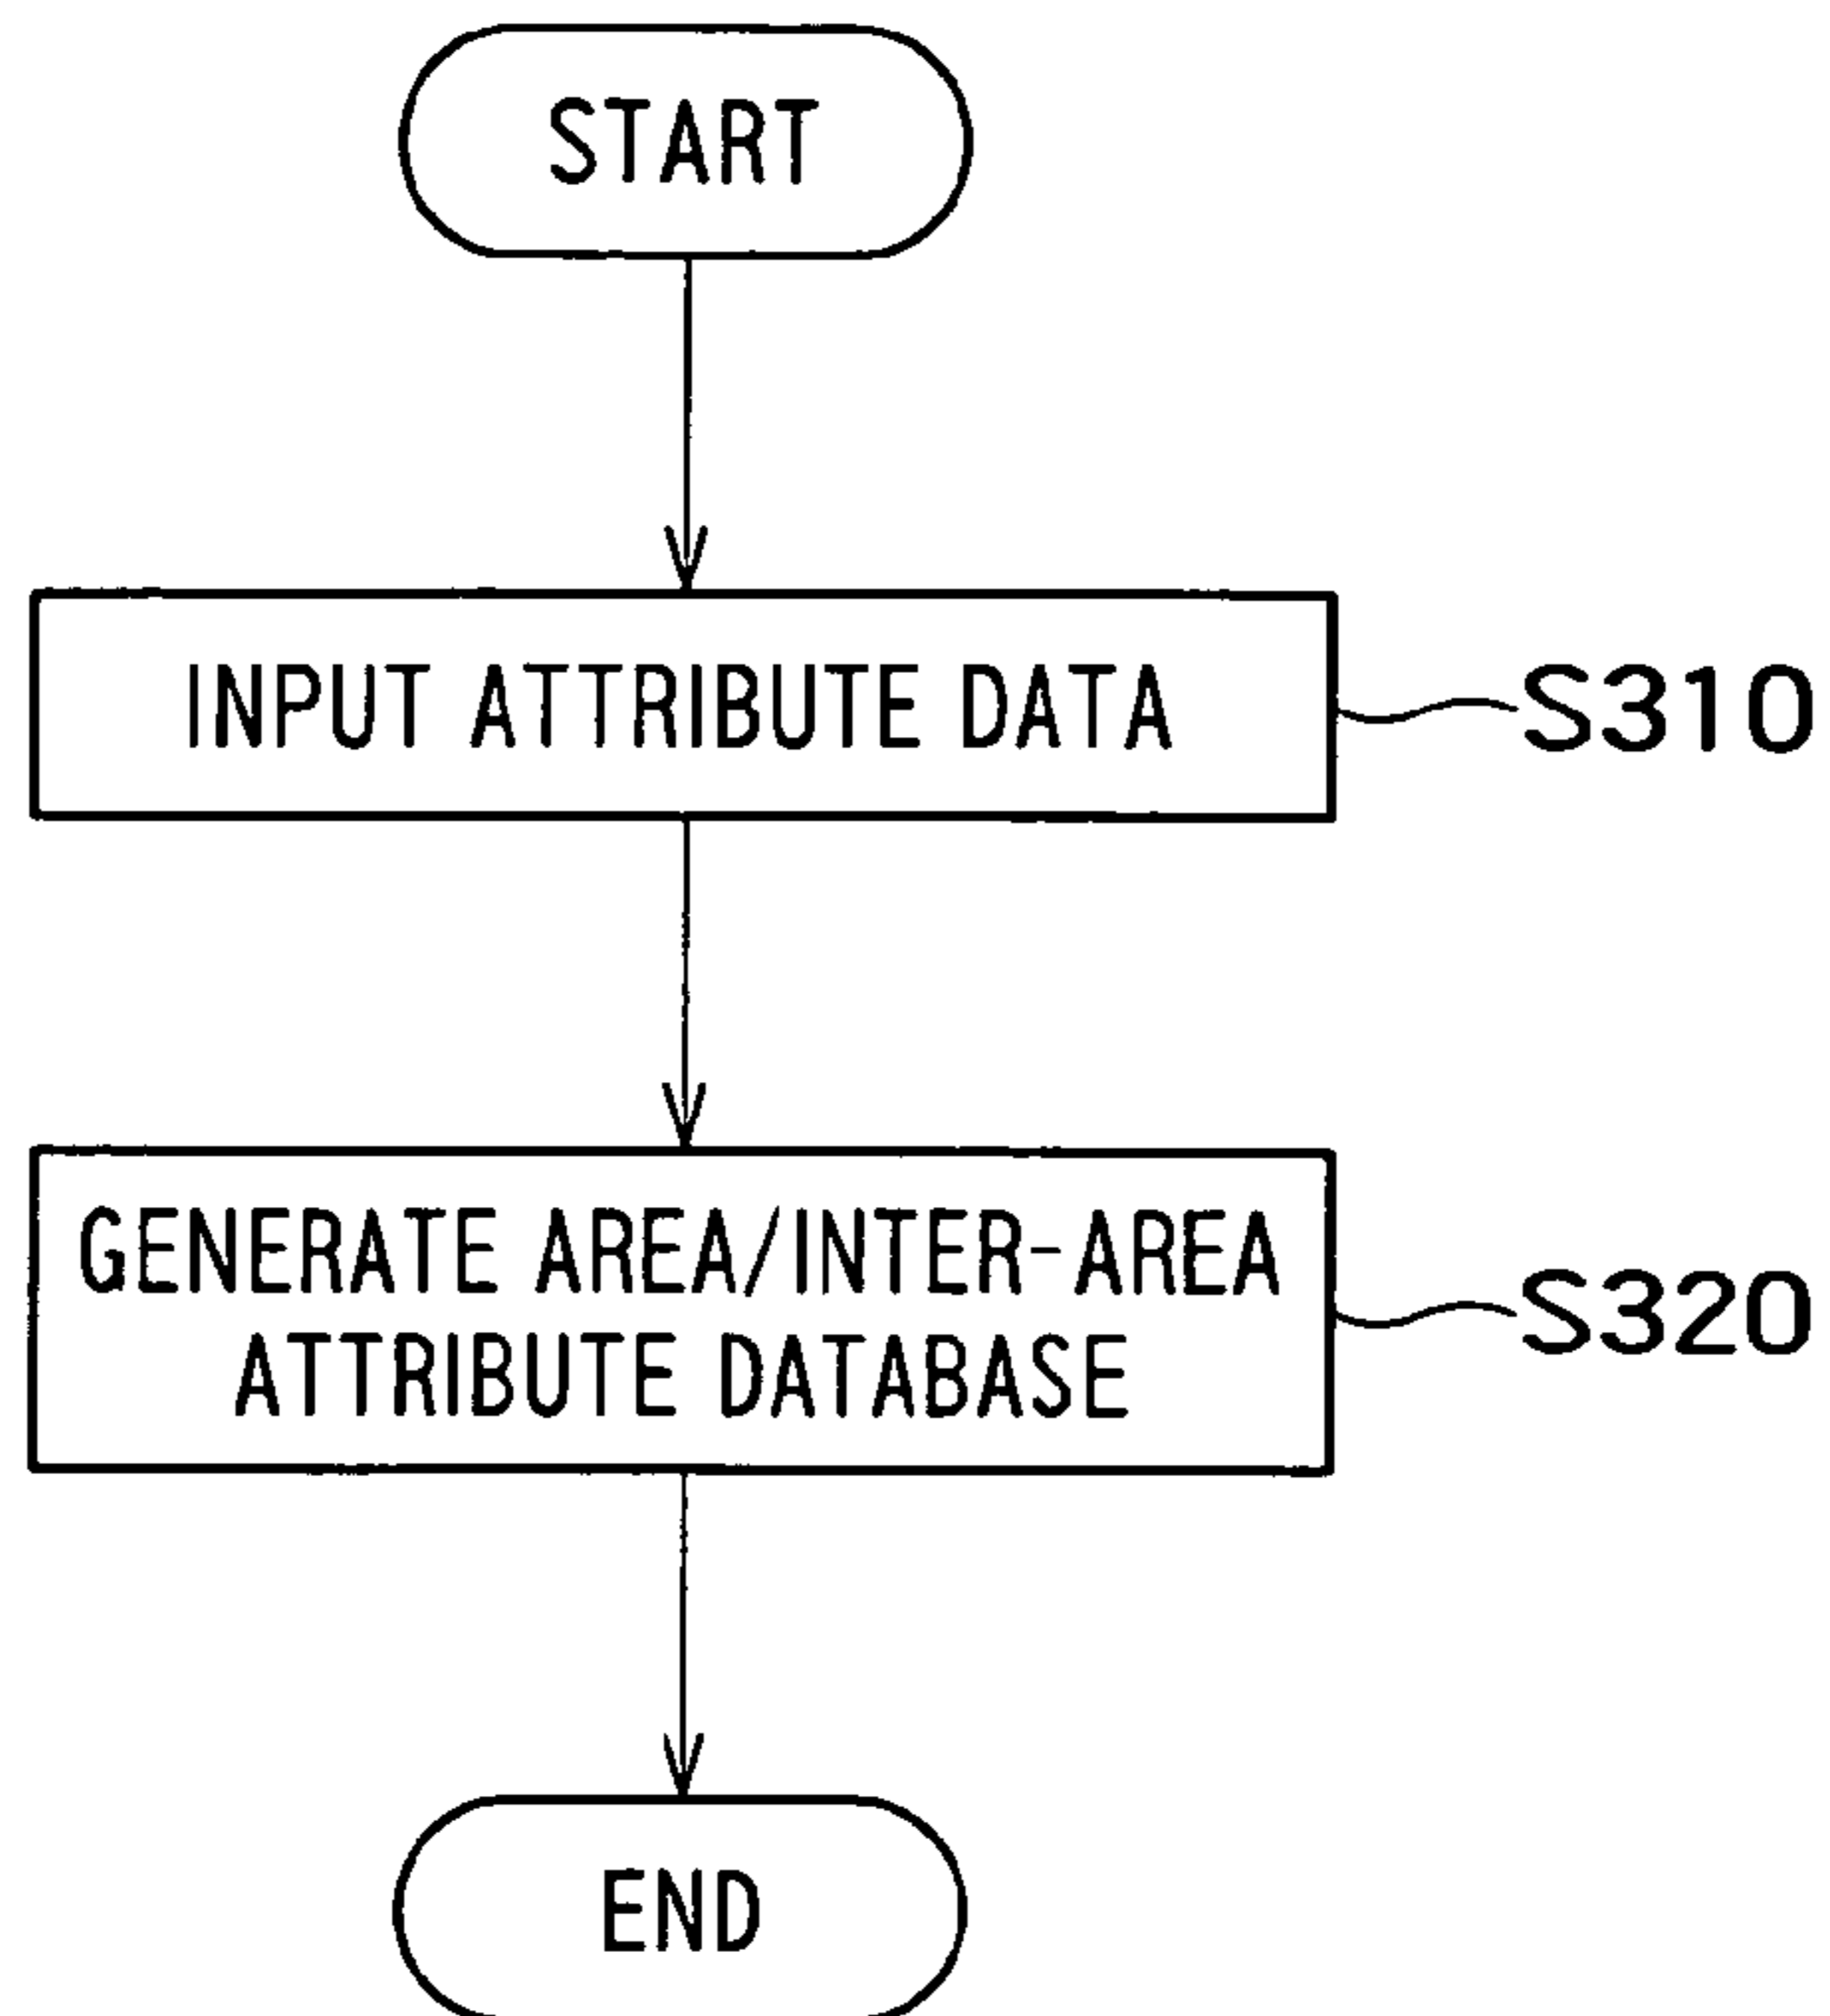 START
INPUT ATTRIBUTE DATA
S310
GENERATE AREA/INTER-AREA
ATTRIBUTE DATABASE
S320
END